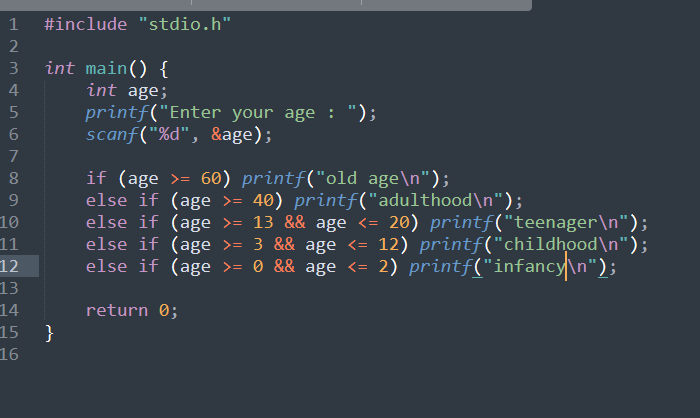 1 #include "stdio.h"
2
3 int main() {
4     int age;
5     printf("Enter your age : ");
6     scanf("%d", &age);
7
8     if (age >= 60) printf("old age\n");
9     else if (age >= 40) printf("adulthood\n");
10     else if (age >= 13 && age <= 20) printf("teenager\n");
11     else if (age >= 3 && age <= 12) printf("childhood\n");
12     else if (age >= 0 && age <= 2) printf("infancy\n");
13
14     return 0;
15 }
16